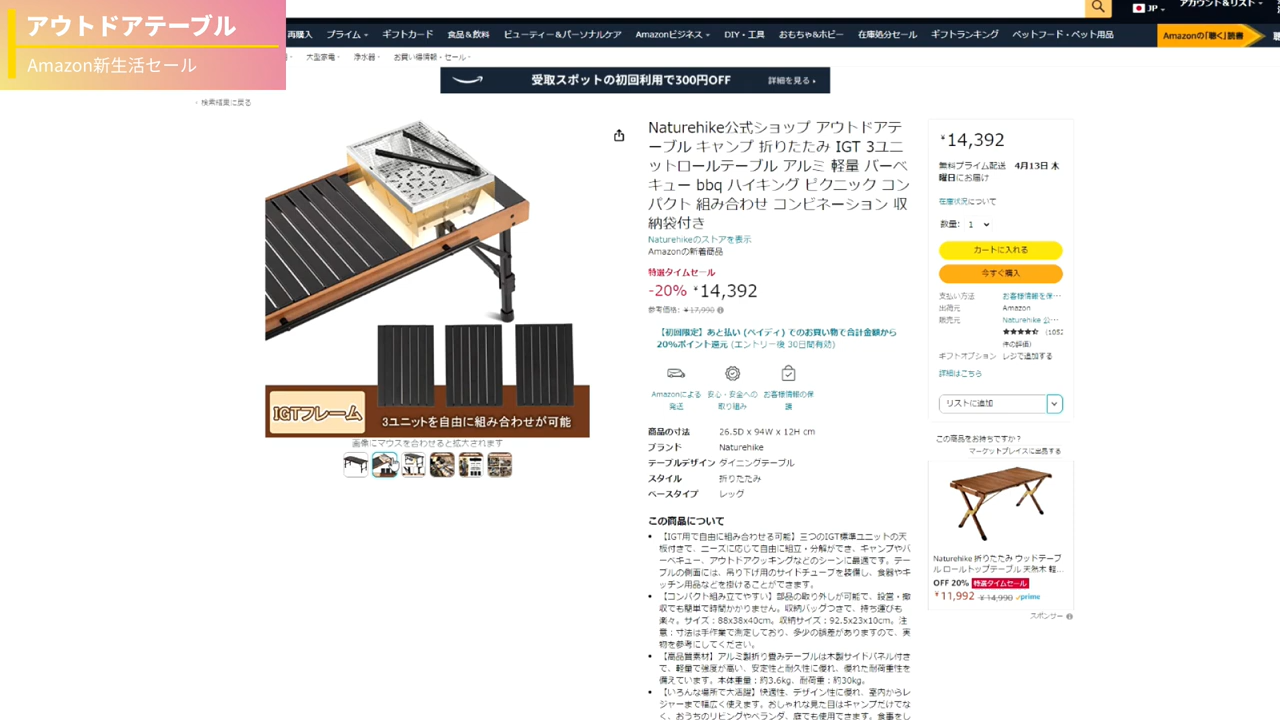 アウトドアテーブル
Amazon新生活セール
JP
アカウント&リスト
再購入 プライム ギフトカード 食品&飲料 ビューティー&パーソナルケア Amazonビジネス DIY・工具 おもちゃ&ホビー 在庫処分セール ギフトランキング ペットフード・ペット用品
Amazonの「聴く」読書
大型家電 浄水器 お買い得情報・セール
受取スポットの初回利用で300円OFF 詳細を見る
‹ 検索結果に戻る
IGTフレーム
3ユニットを自由に組み合わせが可能
画像にマウスを合わせると拡大されます
Naturehike公式ショップ アウトドアテ
ーブル キャンプ 折りたたみ IGT 3ユニ
ットロールテーブル アルミ 軽量 バーベ
キュー bbq ハイキング ピクニック コン
パクト 組み合わせ コンビネーション 収
納袋付き
Naturehikeのストアを表示
Amazonの新着商品
特選タイムセール
-20% ¥14,392
参考価格: ¥17,990
【初回限定】あと払い (ペイディ) でのお買い物で合計金額から
20%ポイント還元 (エントリー後 30日間有効)
Amazonによる
発送
安心・安全への
取り組み
お客様情報の保
護
商品の寸法 26.5D x 94W x 12H cm
ブランド Naturehike
テーブルデザイン ダイニングテーブル
スタイル 折りたたみ
ベースタイプ レッグ
この商品について
• 【IGT用で自由に組み合わせる可能】三つのIGT標準ユニットの天
板付きで、ニーズに応じて自由に組立・分解ができ、キャンプやバ
ーベキュー、アウトドアクッキングなどのシーンに最適です。テー
ブルの側面には、吊り下げ用のサイドチューブを装備し、食器やキ
ッチン用品などを掛けることができます。
• 【コンパクト組み立てやすい】部品の取り外しが可能で、設営・撤
収でも簡単で時間かかりません。収納バッグつきで、持ち運びも
楽々。サイズ：88x38x40cm。収納サイズ：92.5x23x10cm。注
意：寸法は手作業で測定しており、多少の誤差がありますので、実
物を参考にしてください。
• 【高品質素材】アルミ製折り畳みテーブルは木製サイドパネル付き
で、軽量で強度が高い、安定性と耐久性に優れ、優れた耐荷重性を
備えています。本体重量：約3.6kg、耐荷重：約30kg。
• 【いろんな場所で大活躍】快適性、デザイン性に優れ、室内からレ
ジャーまで幅広く使えます。おしゃれな見た目はキャンプだけでな
く、おうちのリビングやベランダ、庭でも使用できます。食事をし
¥14,392
無料プライム配送 4月13日 木
曜日にお届け
在庫状況について
数量: 1
カートに入れる
今すぐ購入
支払い方法 お客様情報を保…
出荷元 Amazon
販売元 Naturehike 公…
(1052
件の評価)
ギフトオプション レジで追加する
詳細はこちら
リストに追加
この商品をお持ちですか？
マーケットプレイスに出品する
Naturehike 折りたたみ ウッドテーブ
ル ロールトップテーブル 天然木 軽...
OFF 20% 特選タイムセール
¥11,992 ¥14,990 prime
スポンサー